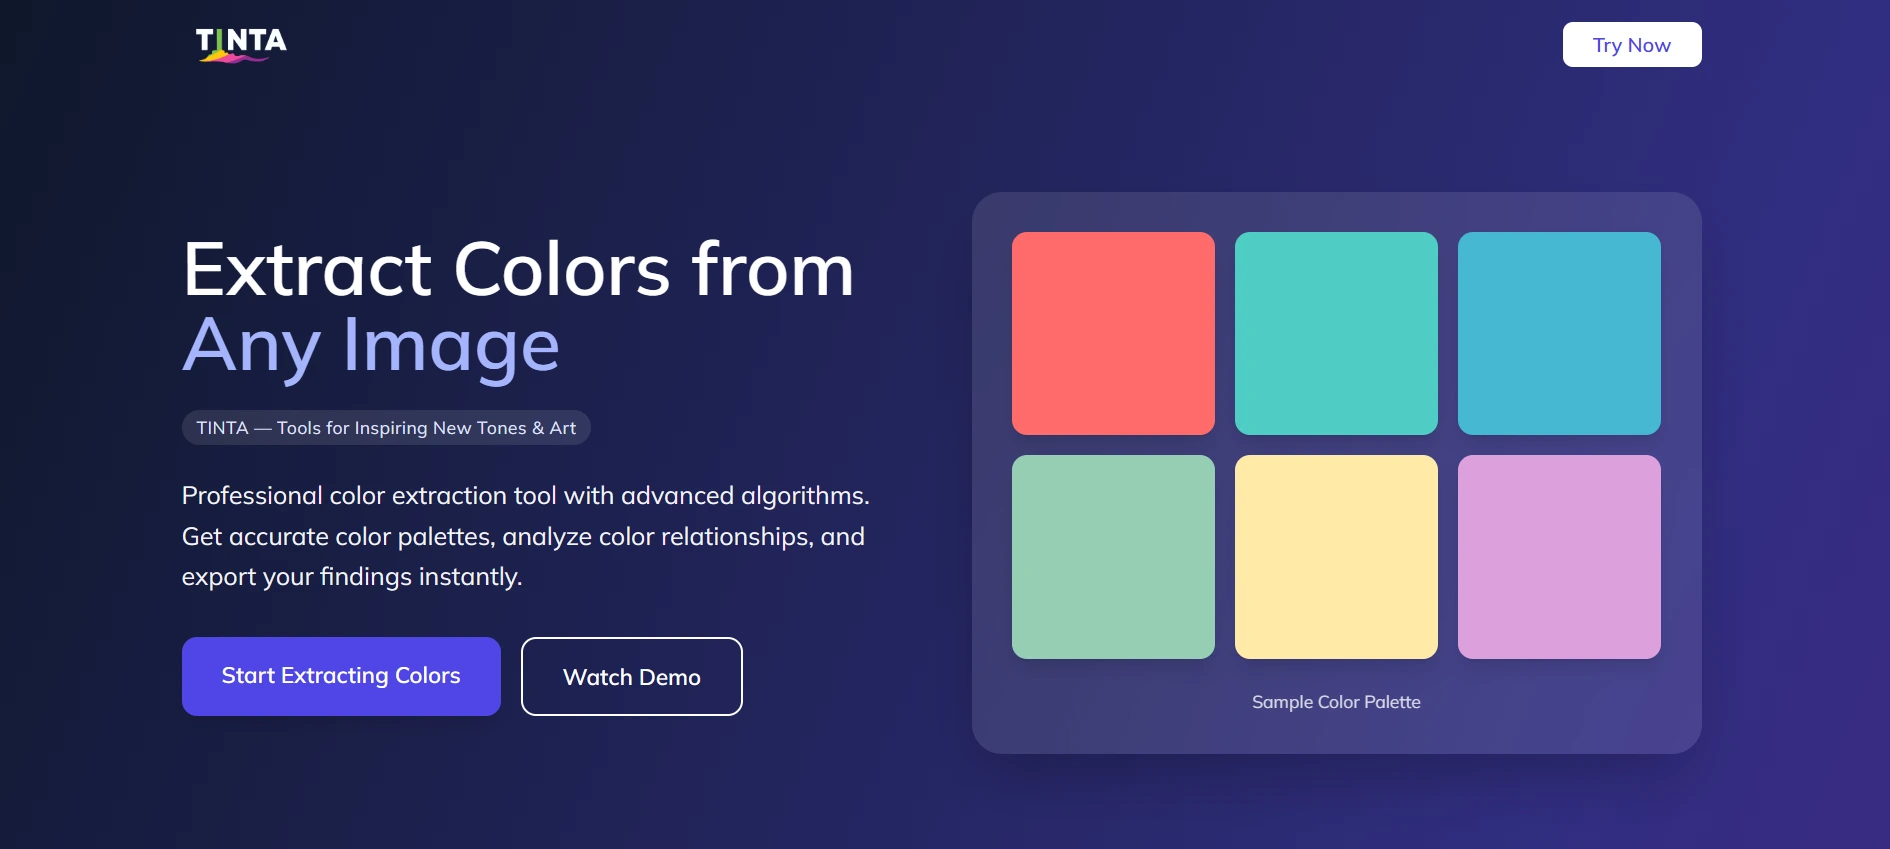 TINTA
Try Now
Extract Colors from
Any Image
TINTA — Tools for Inspiring New Tones & Art
Professional color extraction tool with advanced algorithms.
Get accurate color palettes, analyze color relationships, and
export your findings instantly.
Start Extracting Colors
Watch Demo
Sample Color Palette